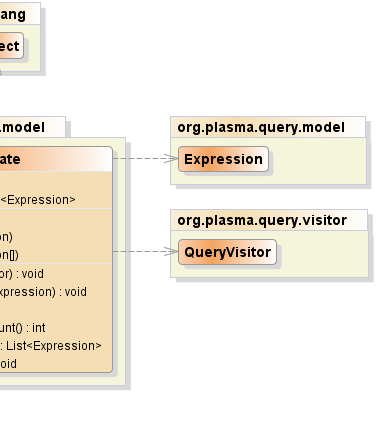 ang
ect
.model
ate
<Expression>
on)
on[])
or) : void
xpression) : void
unt() : int
: List<Expression>
oid
org.plasma.query.model
Expression
org.plasma.query.visitor
QueryVisitor